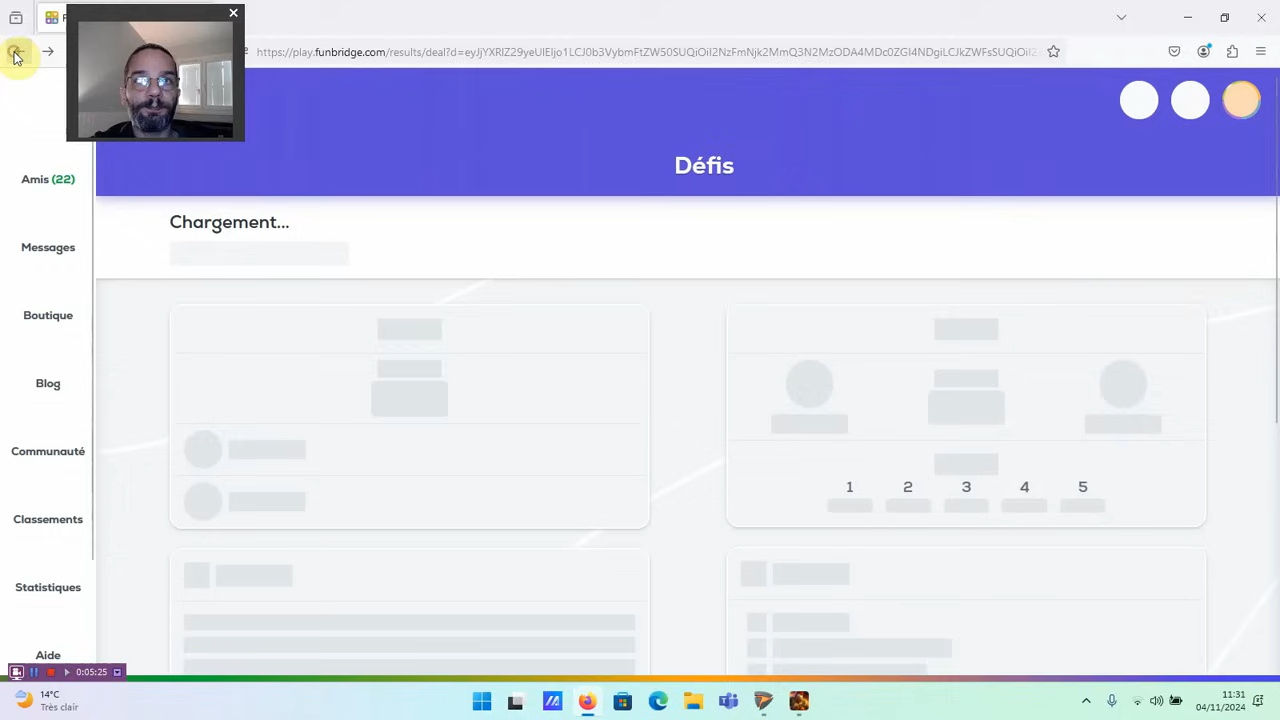 https://play.funbridge.com/results/deal?d=
Défis
Chargement...
Amis (22)
Messages
Boutique
Blog
Communauté
Classements
Statistiques
Aide
1 2 3 4 5
0:05:25
14°C
Très clair
11:31
04/11/2024